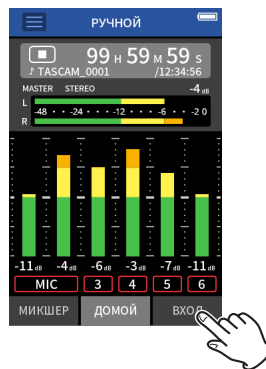 РУЧНОЙ
99 H 59 M 59 S
♪ TASCAM_0001 /12:34:56
MASTER STEREO -4 dB
L
-48 · · -24 · · · -12 · · · -6 · · -2 0
R
-11 dB -4 dB -6 dB -3 dB -7 dB -11 dB
MIC 3 4 5 6
МИКШЕР ДОМОЙ ВХОД